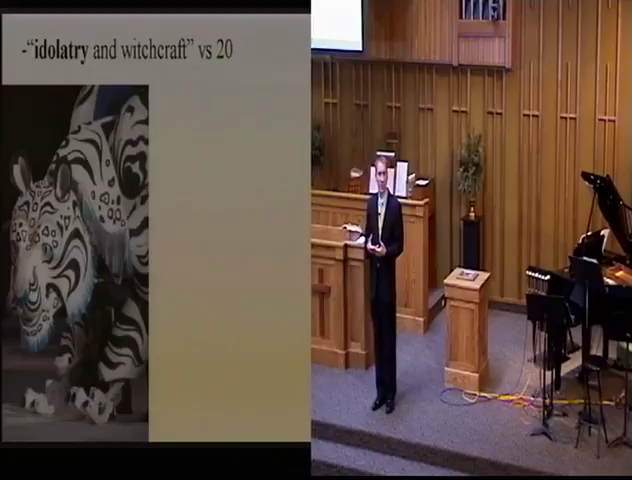 -“idolatry and witchcraft” vs 20